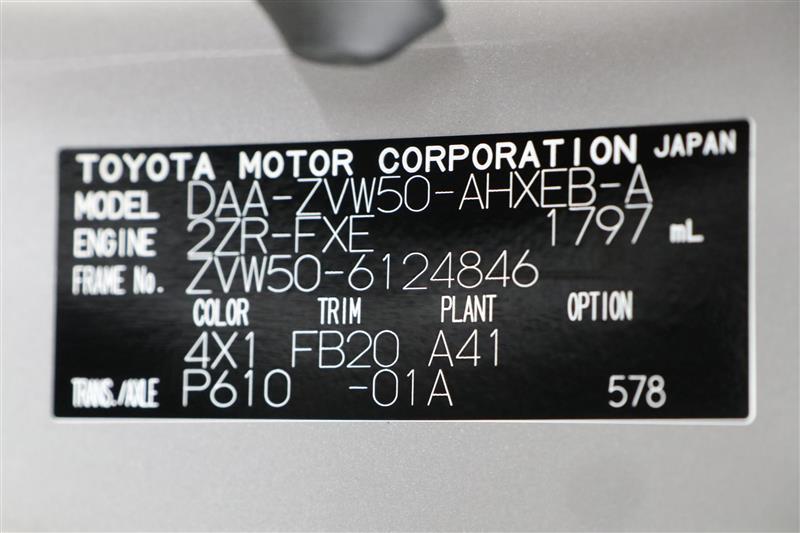 TOYOTA MOTOR CORPORATION JAPAN
MODEL DAA-ZVW50-AHXEB-A
ENGINE 2ZR-FXE 1797 mL
FRAME No. ZVW50-6124846
COLOR TRIM PLANT OPTION
4X1 FB20 A41
TRANS./AXLE P610 -01A 578